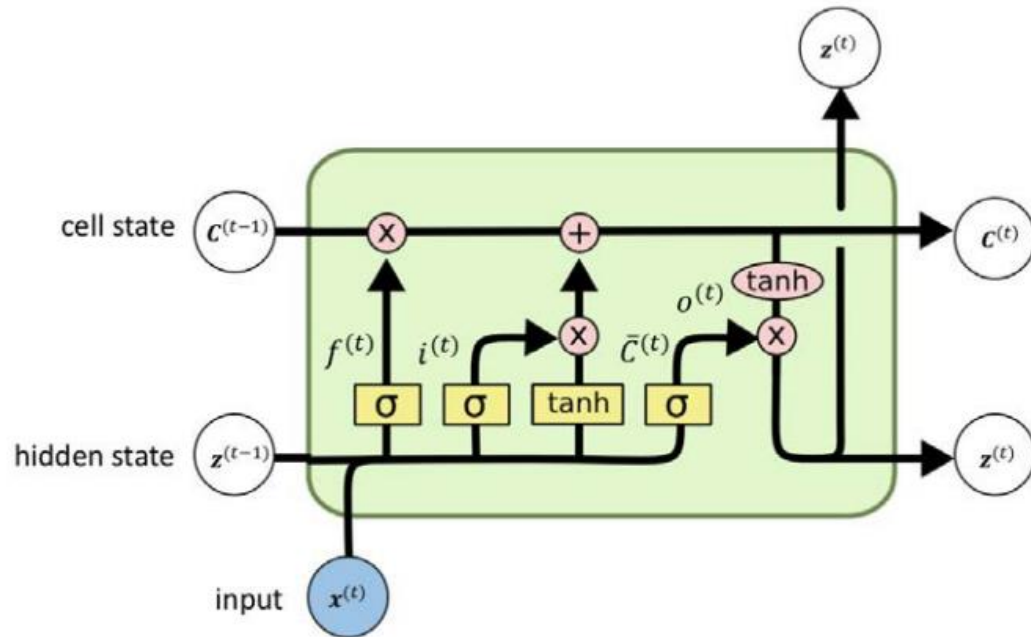 z^(t)
cell state
C^(t−1)
x
+
C^(t)
tanh
o^(t)
f^(t)
i^(t)
x
C̄^(t)
x
σ
σ
tanh
σ
hidden state
z^(t−1)
z^(t)
input
x^(t)